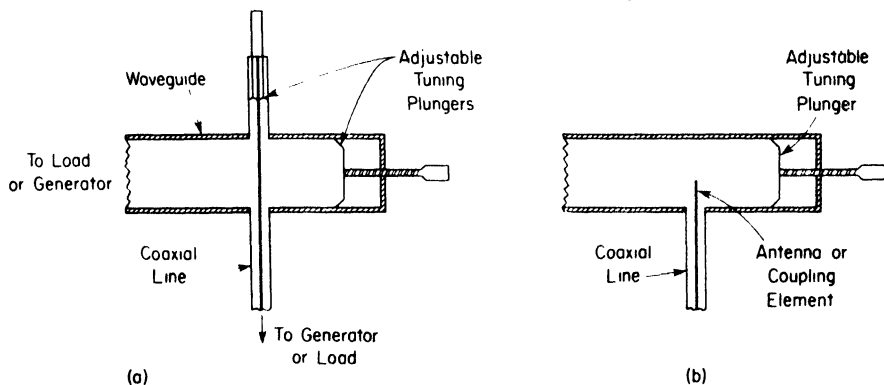 Waveguide
Adjustable
Tuning
Plungers
To Load
or Generator
Coaxial
Line
To Generator
or Load
(a)
Adjustable
Tuning
Plunger
Coaxial
Line
Antenna or
Coupling
Element
(b)